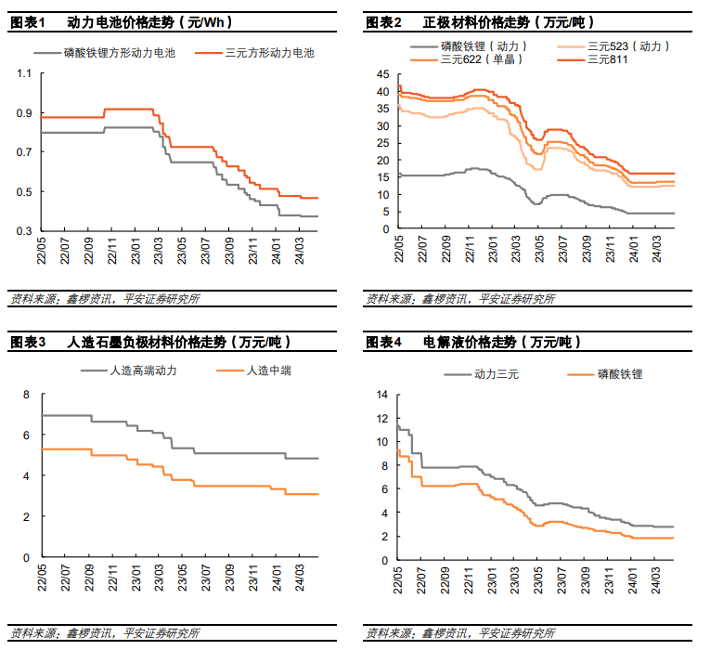 图表1 动力电池价格走势（元/Wh）
磷酸铁锂方形动力电池 三元方形动力电池
1.1
0.9
0.7
0.5
0.3
22/05 22/07 22/09 22/11 23/01 23/03 23/05 23/07 23/09 23/11 24/01 24/03
资料来源：鑫椤资讯，平安证券研究所
图表2 正极材料价格走势（万元/吨）
磷酸铁锂（动力） 三元523（动力）
三元622（单晶） 三元811
45
40
35
30
25
20
15
10
5
0
22/05 22/07 22/09 22/11 23/01 23/03 23/05 23/07 23/09 23/11 24/01 24/03
资料来源：鑫椤资讯，平安证券研究所
图表3 人造石墨负极材料价格走势（万元/吨）
人造高端动力 人造中端
8
6
4
2
0
22/05 22/07 22/09 22/11 23/01 23/03 23/05 23/07 23/09 23/11 24/01 24/03
资料来源：鑫椤资讯，平安证券研究所
图表4 电解液价格走势（万元/吨）
动力三元 磷酸铁锂
14
12
10
8
6
4
2
0
22/05 22/07 22/09 22/11 23/01 23/03 23/05 23/07 23/09 23/11 24/01 24/03
资料来源：鑫椤资讯，平安证券研究所